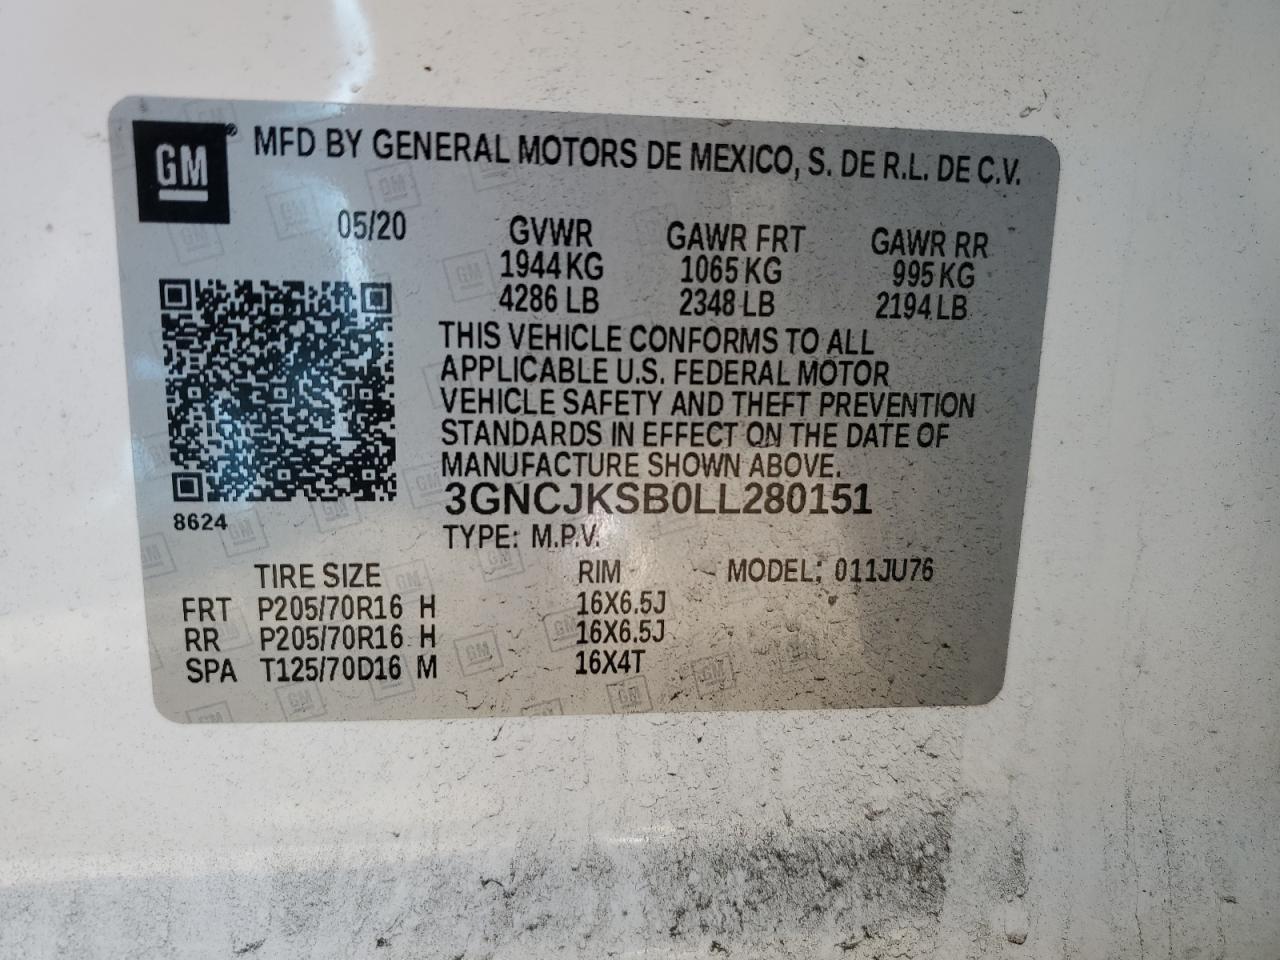 GM® MFD BY GENERAL MOTORS DE MEXICO, S. DE R.L. DE C.V.
05/20 GVWR GAWR FRT GAWR RR
1944 KG 1065 KG 995 KG
4286 LB 2348 LB 2194 LB
THIS VEHICLE CONFORMS TO ALL
APPLICABLE U.S. FEDERAL MOTOR
VEHICLE SAFETY AND THEFT PREVENTION
STANDARDS IN EFFECT ON THE DATE OF
MANUFACTURE SHOWN ABOVE.
3GNCJKSB0LL280151
8624
TYPE: M.P.V.
TIRE SIZE RIM MODEL: 011JU76
FRT P205/70R16 H 16X6.5J
RR P205/70R16 H 16X6.5J
SPA T125/70D16 M 16X4T